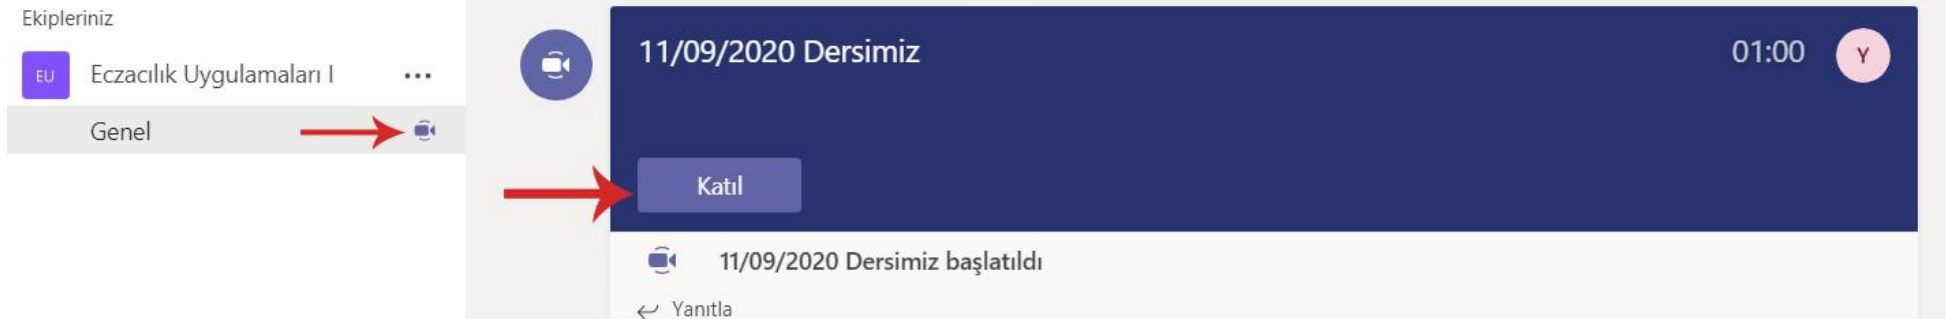 Ekipleriniz
EU Eczacılık Uygulamaları I ...
Genel
11/09/2020 Dersimiz 01:00 Y
Katıl
11/09/2020 Dersimiz başlatıldı
Yanıtla